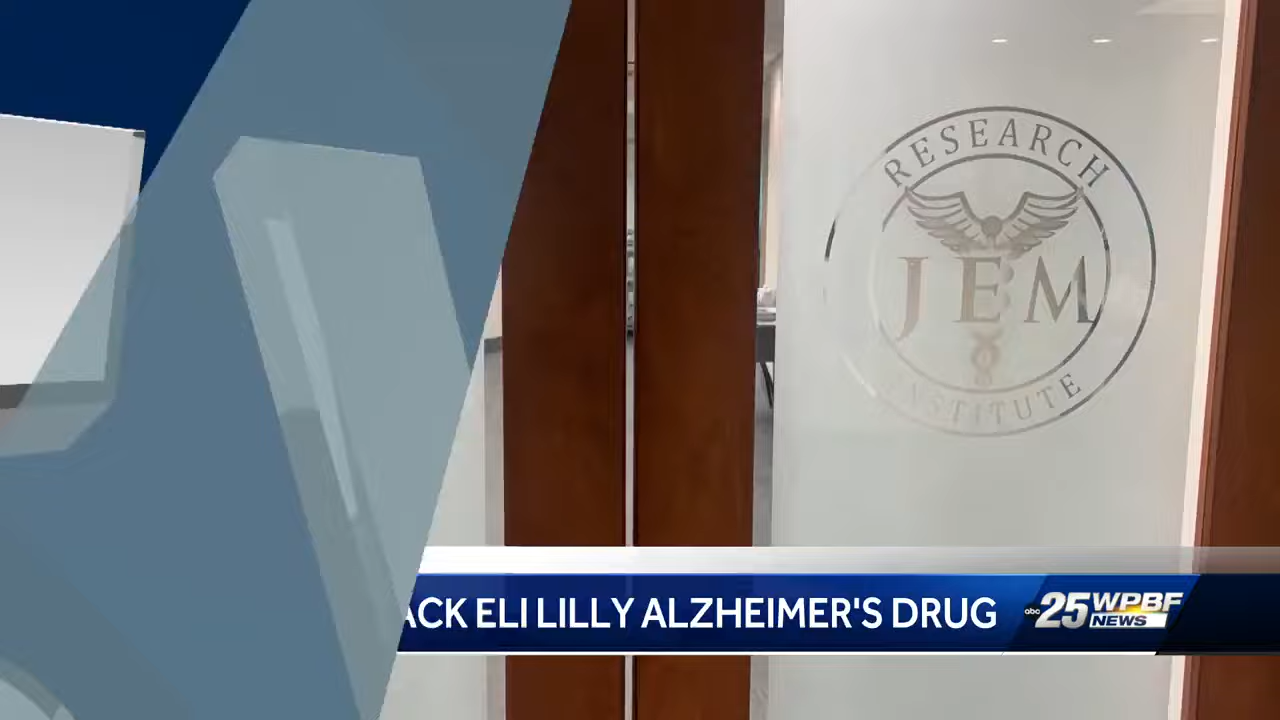 RESEARCH
JEM
INSTITUTE
ACK ELI LILLY ALZHEIMER'S DRUG
abc 25 WPBF
NEWS